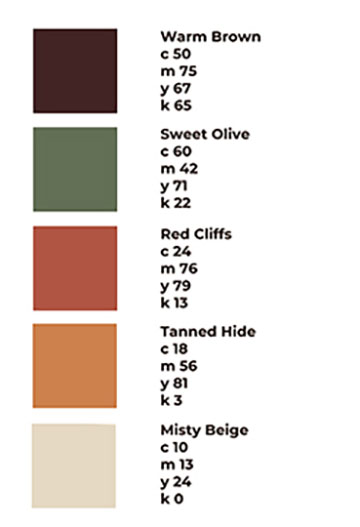 Warm Brown
c 50
m 75
y 67
k 65
Sweet Olive
c 60
m 42
y 71
k 22
Red Cliffs
c 24
m 76
y 79
k 13
Tanned Hide
c 18
m 56
y 81
k 3
Misty Beige
c 10
m 13
y 24
k 0